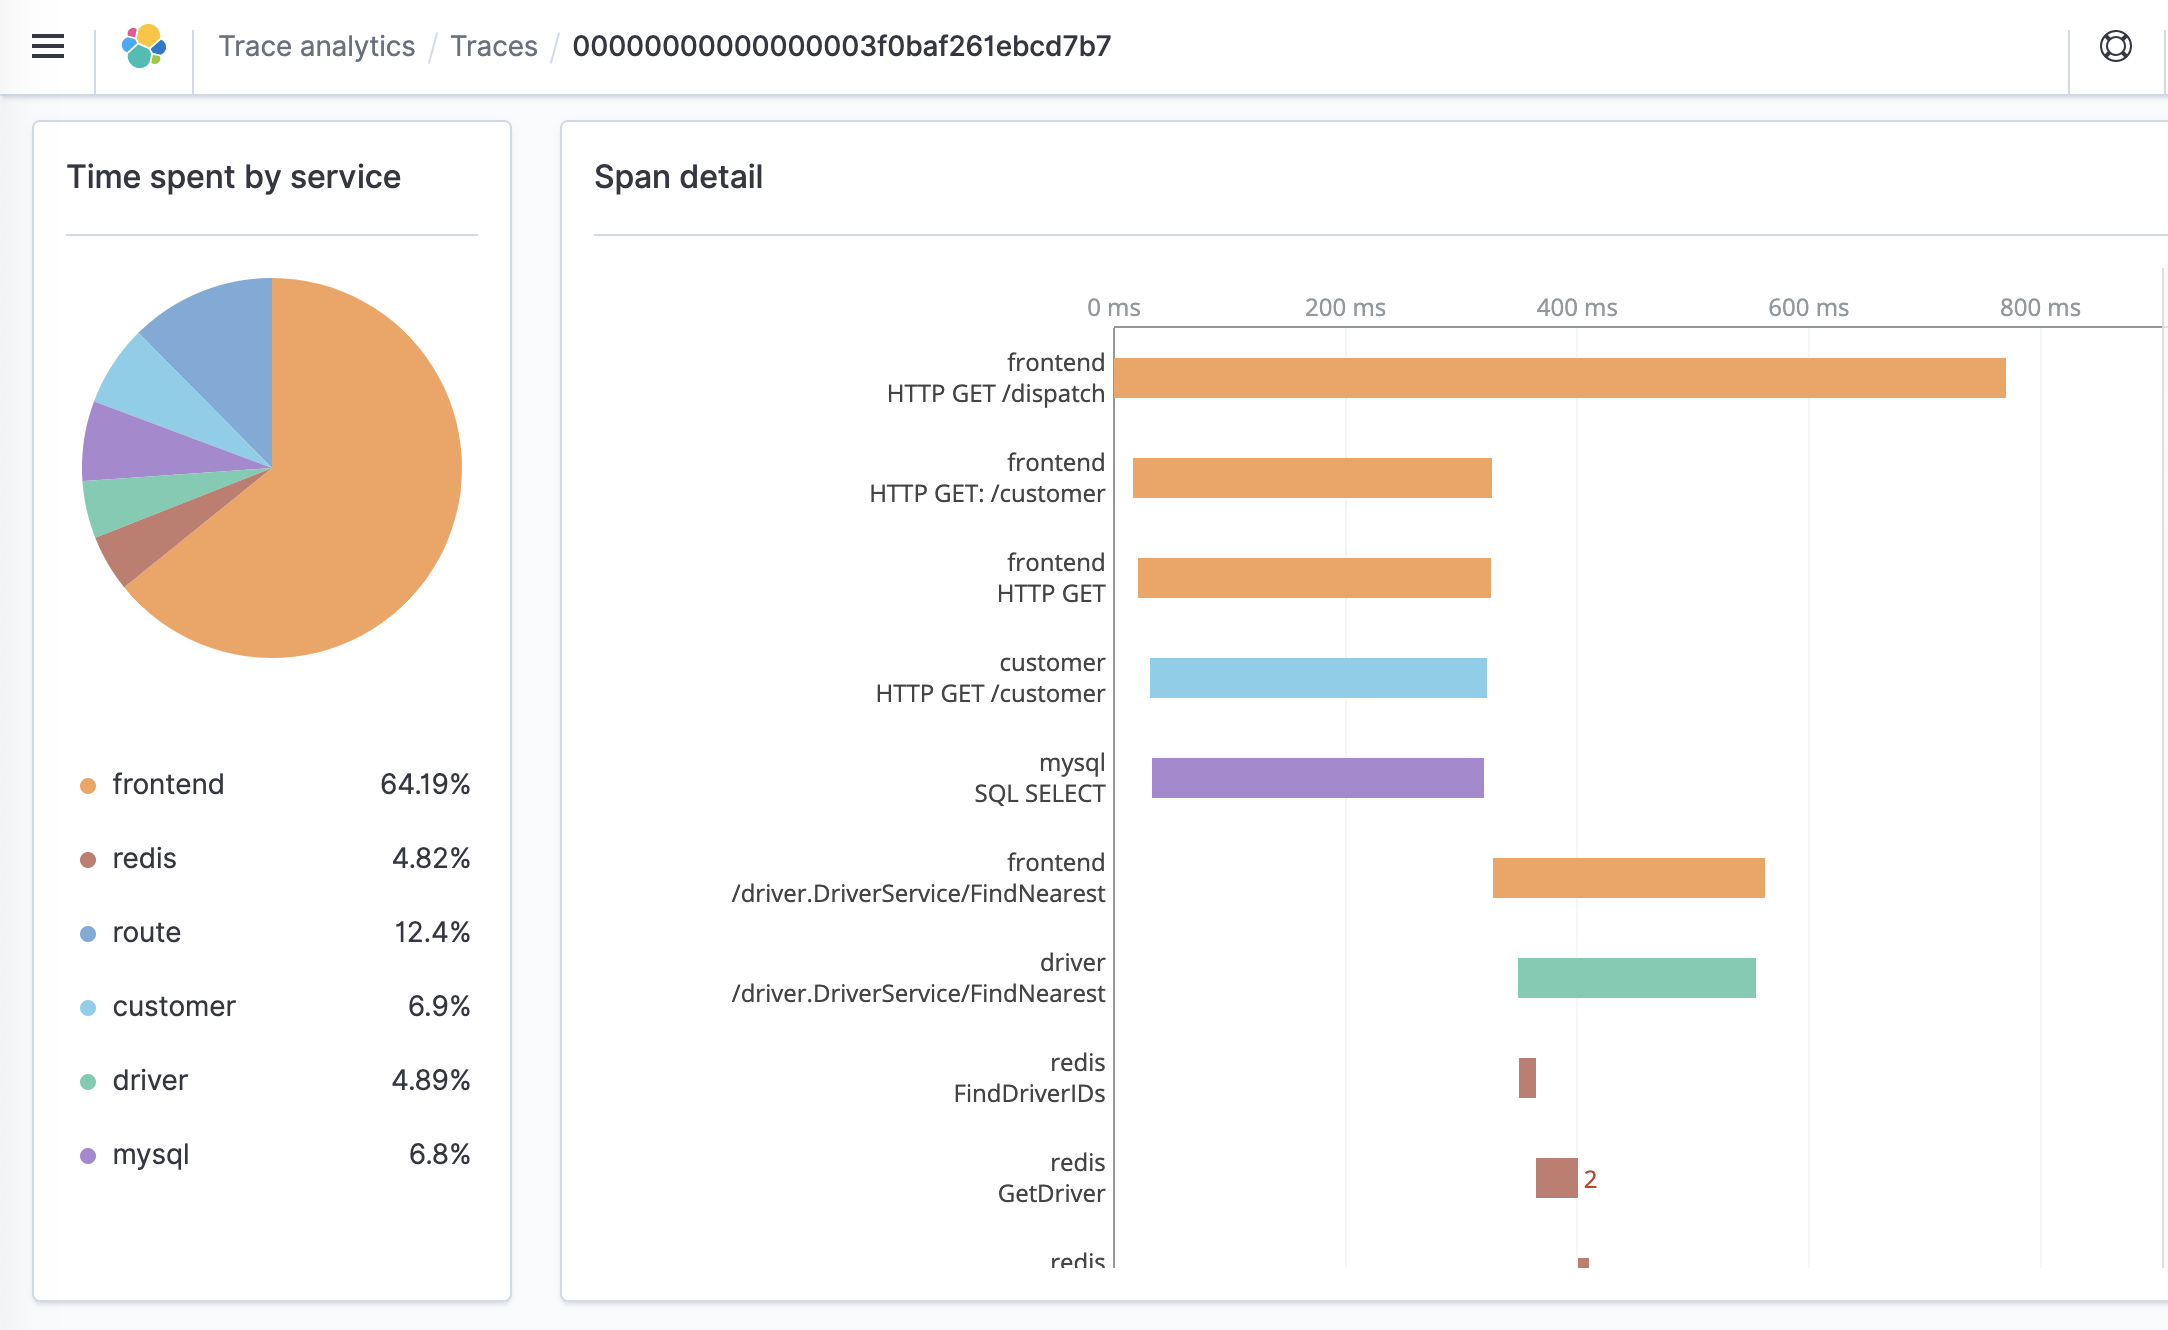 Trace analytics / Traces / 00000000000000003f0baf261ebcd7b7
Time spent by service
frontend 64.19%
redis 4.82%
route 12.4%
customer 6.9%
driver 4.89%
mysql 6.8%
Span detail
0 ms 200 ms 400 ms 600 ms 800 ms
frontend
HTTP GET /dispatch
frontend
HTTP GET: /customer
frontend
HTTP GET
customer
HTTP GET /customer
mysql
SQL SELECT
frontend
/driver.DriverService/FindNearest
driver
/driver.DriverService/FindNearest
redis
FindDriverIDs
redis
GetDriver
2
redis